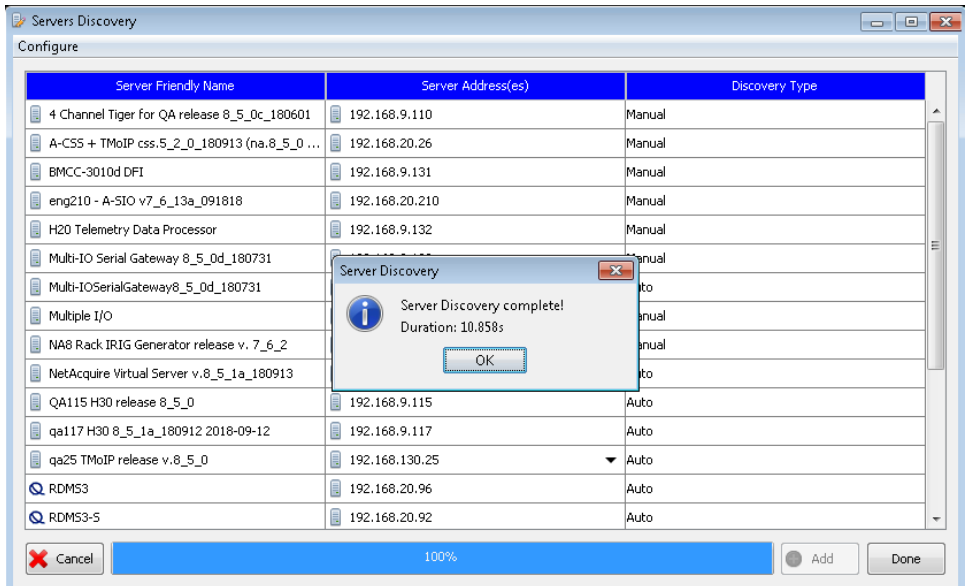 Servers Discovery
Configure
Server Friendly Name Server Address(es) Discovery Type
4 Channel Tiger for QA release 8_5_0c_180601 192.168.9.110 Manual
A-CSS + TMoIP css.5_2_0_180913 (na.8_5_0 ... 192.168.20.26 Manual
BMCC-3010d DFI 192.168.9.131 Manual
eng210 - A-SIO v7_6_13a_091818 192.168.20.210 Manual
H20 Telemetry Data Processor 192.168.9.132 Manual
Multi-IO Serial Gateway 8_5_0d_180731
Multi-IOSerialGateway8_5_0d_180731
Multiple I/O
NA8 Rack IRIG Generator release v. 7_6_2
NetAcquire Virtual Server v.8_5_1a_180913
Server Discovery
Server Discovery complete!
Duration: 10.858s
OK
QA115 H30 release 8_5_0 192.168.9.115 Auto
qa117 H30 8_5_1a_180912 2018-09-12 192.168.9.117 Auto
qa25 TMoIP release v.8_5_0 192.168.130.25 Auto
RDMS3 192.168.20.96 Auto
RDMS3-S 192.168.20.92 Auto
Cancel 100% Add Done